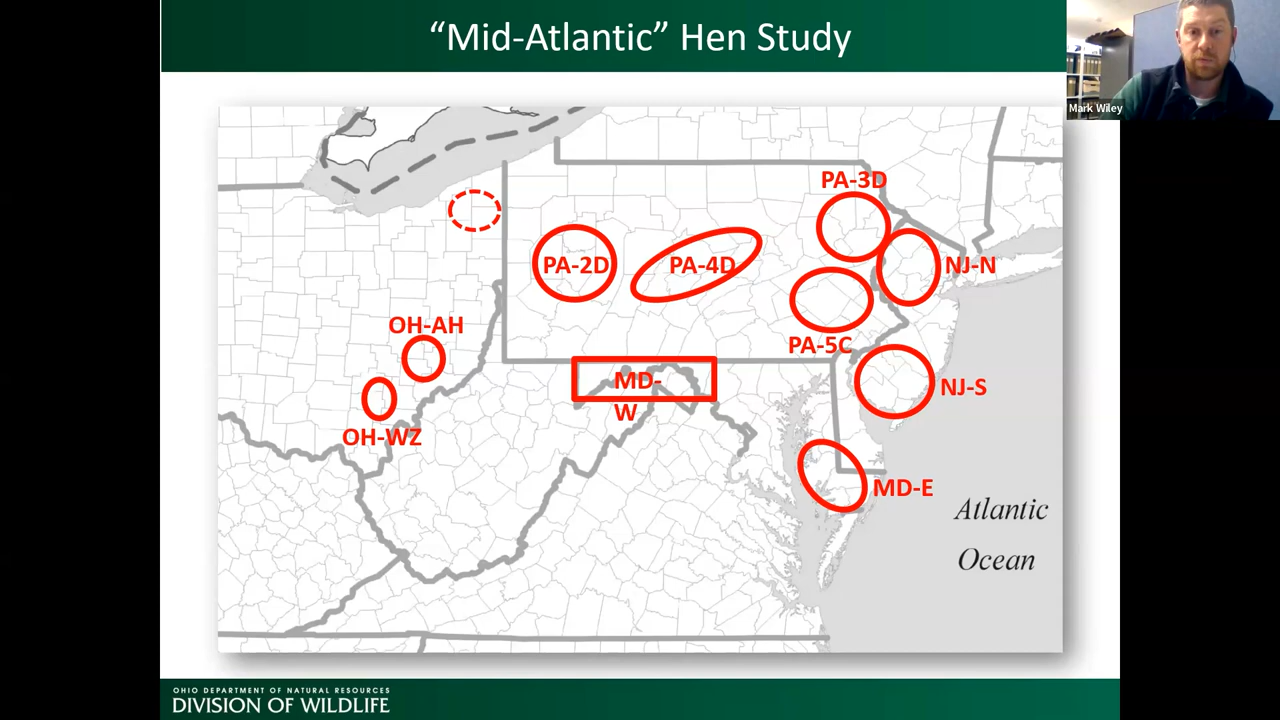 “Mid-Atlantic” Hen Study
Mark Wiley
PA-3D
PA-2D
PA-4D
NJ-N
OH-AH
PA-5C
MD-
W
NJ-S
OH-WZ
MD-E
Atlantic
Ocean
OHIO DEPARTMENT OF NATURAL RESOURCES
DIVISION OF WILDLIFE